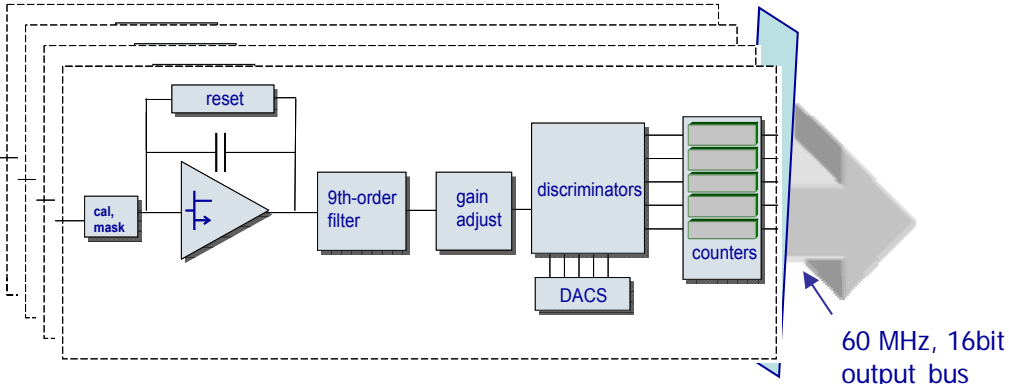 reset
cal,
mask
9th-order
filter
gain
adjust
discriminators
counters
DACS
60 MHz, 16bit
output bus